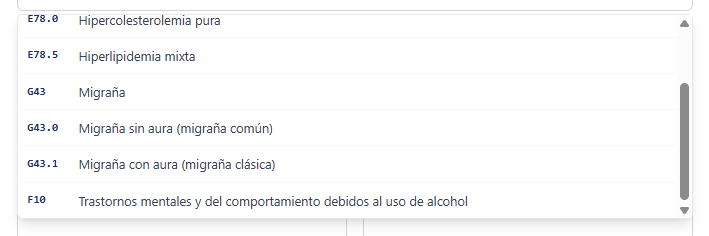 E78.0 Hipercolesterolemia pura
E78.5 Hiperlipidemia mixta
G43 Migraña
G43.0 Migraña sin aura (migraña común)
G43.1 Migraña con aura (migraña clásica)
F10 Trastornos mentales y del comportamiento debidos al uso de alcohol